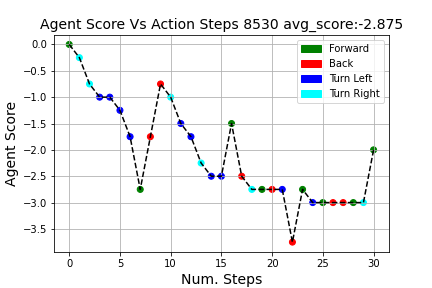 Agent Score Vs Action Steps 8530 avg_score:-2.875
Agent Score
0.0
−0.5
−1.0
−1.5
−2.0
−2.5
−3.0
−3.5
Forward
Back
Turn Left
Turn Right
0 5 10 15 20 25 30
Num. Steps